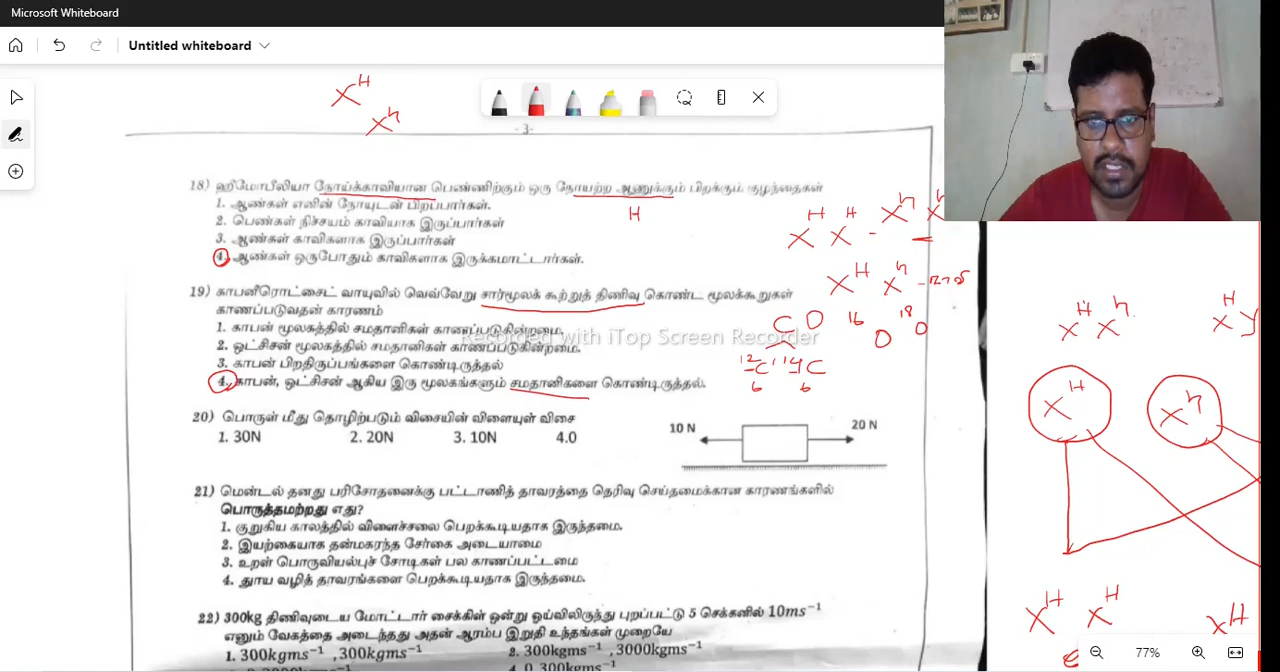 Microsoft Whiteboard
Untitled whiteboard
X^H
X^h
-3-
18) ஹீமோபீலியா நோய்க்காவியான பெண்ணிற்கும் ஒரு நோயற்ற ஆணுக்கும் பிறக்கும் குழந்தைகள்
1. ஆண்கள் எனின் நோயுடன் பிறப்பார்கள்.
H
2. பெண்கள் நிச்சயம் காவியாக இருப்பார்கள்
3. ஆண்கள் காவிகளாக இருப்பார்கள்
4. ஆண்கள் ஒருபோதும் காவிகளாக இருக்கமாட்டார்கள்.
X^H X^H - X^h X^h
X^H X^h -
19) காபனீரொட்சைட் வாயுவில் வெவ்வேறு சார்மூலக் கூற்றுத் திணிவு கொண்ட மூலக்கூறுகள்
காணப்படுவதன் காரணம்
1. காபன் மூலகத்தில் சமதானிகள் காணப்படுகின்றமை.
2. ஒட்சிசன் மூலகத்தில் சமதானிகள் காணப்படுகின்றமை.
3. காபன் பிறதிருப்பங்களை கொண்டிருத்தல்
4. காபன், ஒட்சிசன் ஆகிய இரு மூலகங்களும் சமதானிகளை கொண்டிருத்தல்.
Recorded with iTop Screen Recorder
C O 16 O 18 O
12 C 14 C
6 6
X^H X^h X^H y
X^H X^h
20) பொருள் மீது தொழிற்படும் விசையின் விளையுள் விசை
1. 30N 2. 20N 3. 10N 4.0
10 N 20 N
21) மென்டல் தனது பரிசோதனைக்கு பட்டாணித் தாவரத்தை தெரிவு செய்தமைக்கான காரணங்களில்
பொருத்தமற்றது எது?
1. குறுகிய காலத்தில் விளைச்சலை பெறக்கூடியதாக இருந்தமை.
2. இயற்கையாக தன்மகரந்த சேர்கை அடையாமை
3. உறள் பொருவியல்புச் சோடிகள் பல காணப்பட்டமை
4. தூய வழித் தாவரங்களை பெறக்கூடியதாக இருந்தமை.
X^H X^H X^H
22) 300kg திணிவுடைய மோட்டார் சைக்கிள் ஒன்று ஓய்விலிருந்து புறப்பட்டு 5 செக்கனில் 10ms⁻¹
எனும் வேகத்தை அடைந்தது அதன் ஆரம்ப இறுதி உந்தங்கள் முறையே
1. 300kgms⁻¹ ,300kgms⁻¹ 2. 300kgms⁻¹ ,3000kgms⁻¹
77%